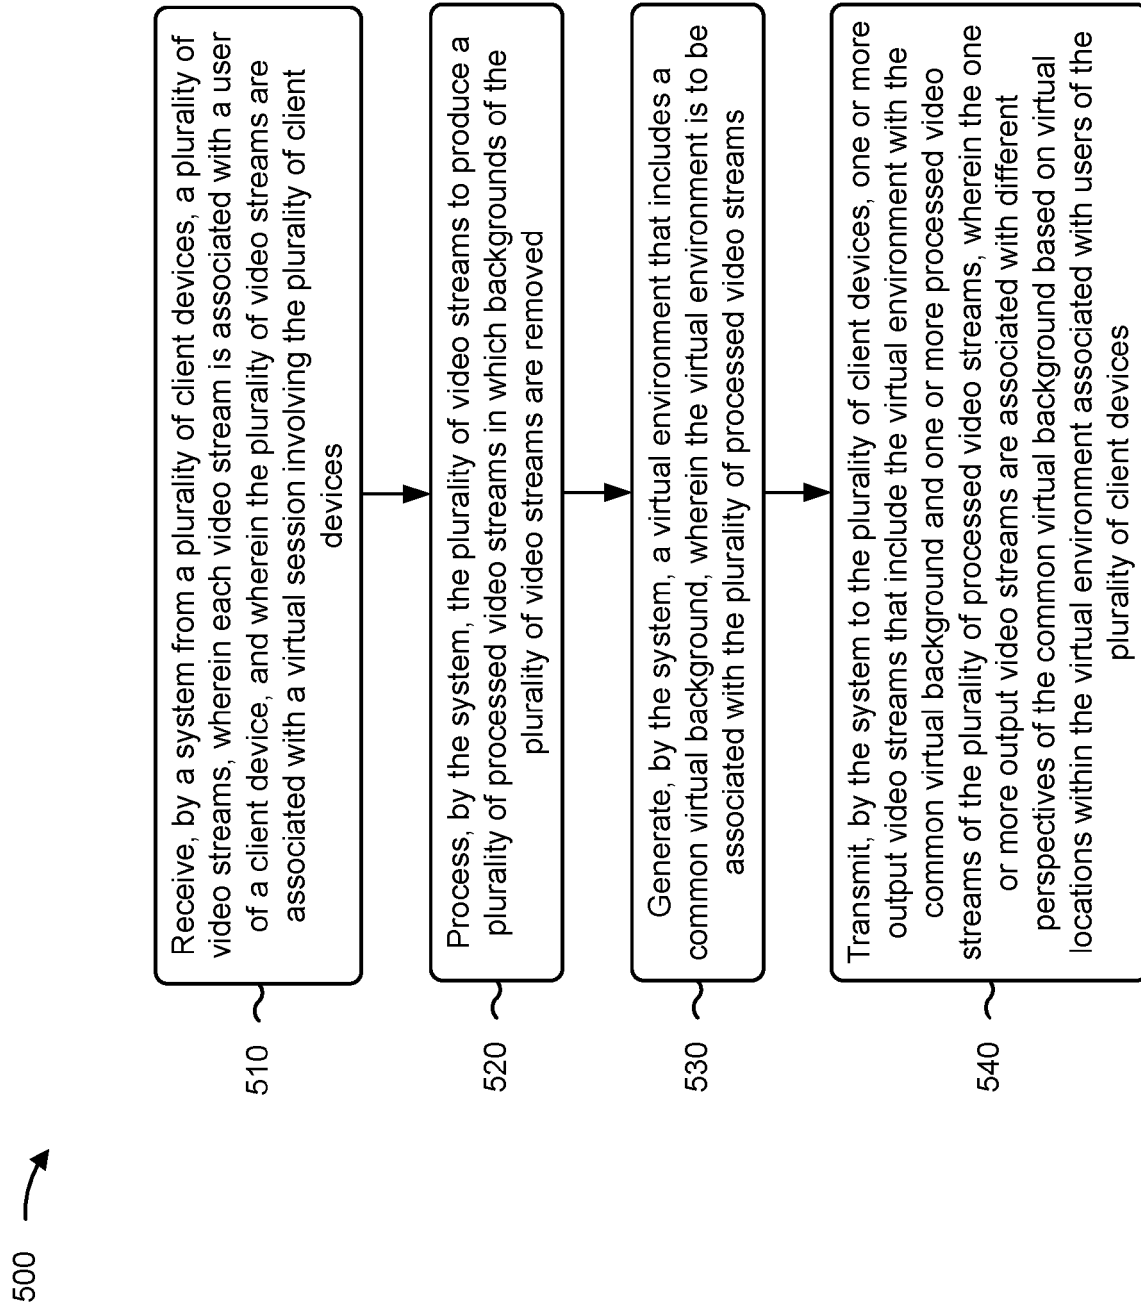 500
510
Receive, by a system from a plurality of client devices, a plurality of
video streams, wherein each video stream is associated with a user
of a client device, and wherein the plurality of video streams are
associated with a virtual session involving the plurality of client
devices
520
Process, by the system, the plurality of video streams to produce a
plurality of processed video streams in which backgrounds of the
plurality of video streams are removed
530
Generate, by the system, a virtual environment that includes a
common virtual background, wherein the virtual environment is to be
associated with the plurality of processed video streams
540
Transmit, by the system to the plurality of client devices, one or more
output video streams that include the virtual environment with the
common virtual background and one or more processed video
streams of the plurality of processed video streams, wherein the one
or more output video streams are associated with different
perspectives of the common virtual background based on virtual
locations within the virtual environment associated with users of the
plurality of client devices